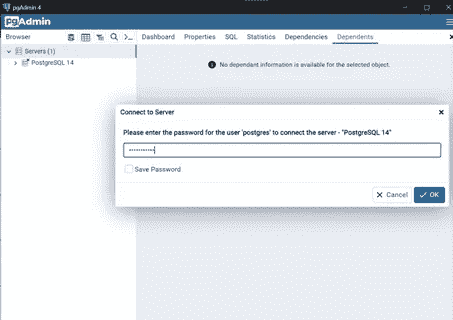 pgAdmin 4
pgAdmin
Browser
Dashboard Properties SQL Statistics Dependencies Dependents
Servers (1)
PostgreSQL 14
No dependant information is available for the selected object.
Connect to Server
Please enter the password for the user 'postgres' to connect the server - "PostgreSQL 14"
Save Password
Cancel OK